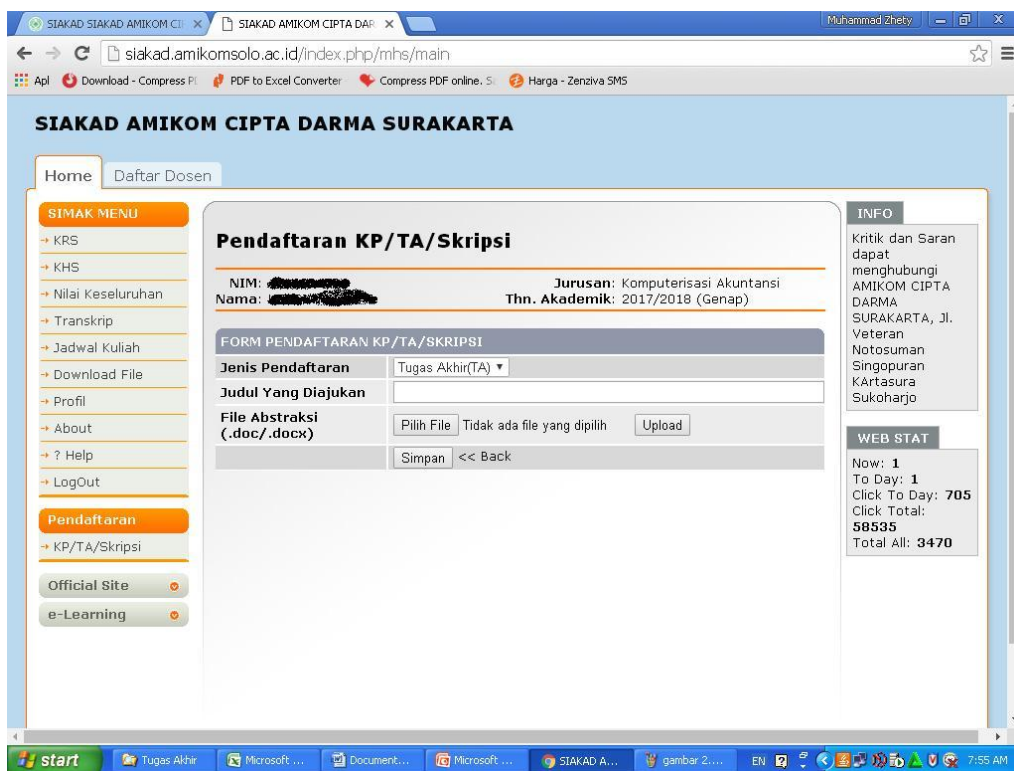 SIAKAD SIAKAD AMIKOM CI
SIAKAD AMIKOM CIPTA DAR
Muhammad Zhety
siakad.amikomsolo.ac.id/index.php/mhs/main
Apl
Download - Compress P
PDF to Excel Converter
Compress PDF online. S
Harga - Zenziva SMS
SIAKAD AMIKOM CIPTA DARMA SURAKARTA
Home
Daftar Dosen
SIMAK MENU
KRS
KHS
Nilai Keseluruhan
Transkrip
Jadwal Kuliah
Download File
Profil
About
? Help
LogOut
Pendaftaran
KP/TA/Skripsi
Official Site
e-Learning
Pendaftaran KP/TA/Skripsi
NIM:
Jurusan: Komputerisasi Akuntansi
Nama:
Thn. Akademik: 2017/2018 (Genap)
FORM PENDAFTARAN KP/TA/SKRIPSI
Jenis Pendaftaran Tugas Akhir(TA)
Judul Yang Diajukan
File Abstraksi
(.doc/.docx)
Pilih File Tidak ada file yang dipilih Upload
Simpan << Back
INFO
Kritik dan Saran
dapat
menghubungi
AMIKOM CIPTA
DARMA
SURAKARTA, Jl.
Veteran
Notosuman
Singopuran
KArtasura
Sukoharjo
WEB STAT
Now: 1
To Day: 1
Click To Day: 705
Click Total:
58535
Total All: 3470
start
Tugas Akhir
Microsoft ...
Document...
Microsoft ...
SIAKAD A...
gambar 2....
EN
7:55 AM